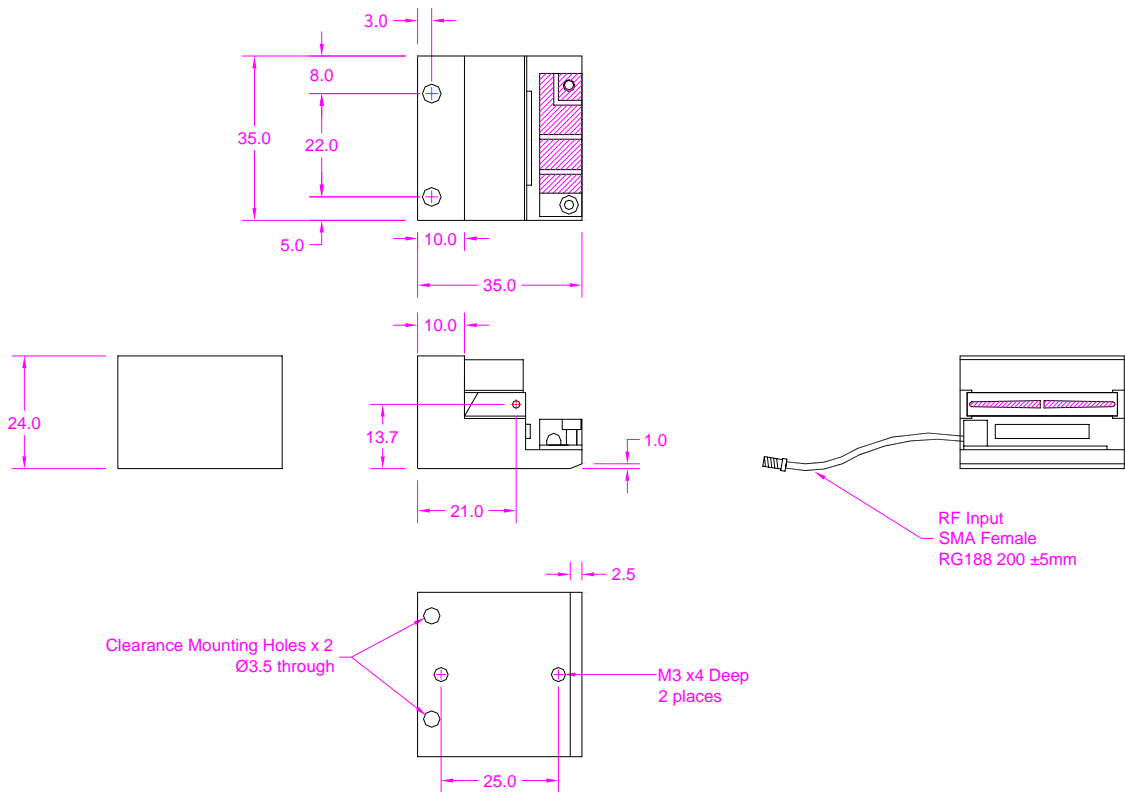 3.0
8.0
35.0
22.0
5.0
10.0
35.0
10.0
24.0
13.7
1.0
21.0
RF Input
SMA Female
RG188 200 ±5mm
2.5
Clearance Mounting Holes x 2
Ø3.5 through
M3 x4 Deep
2 places
25.0